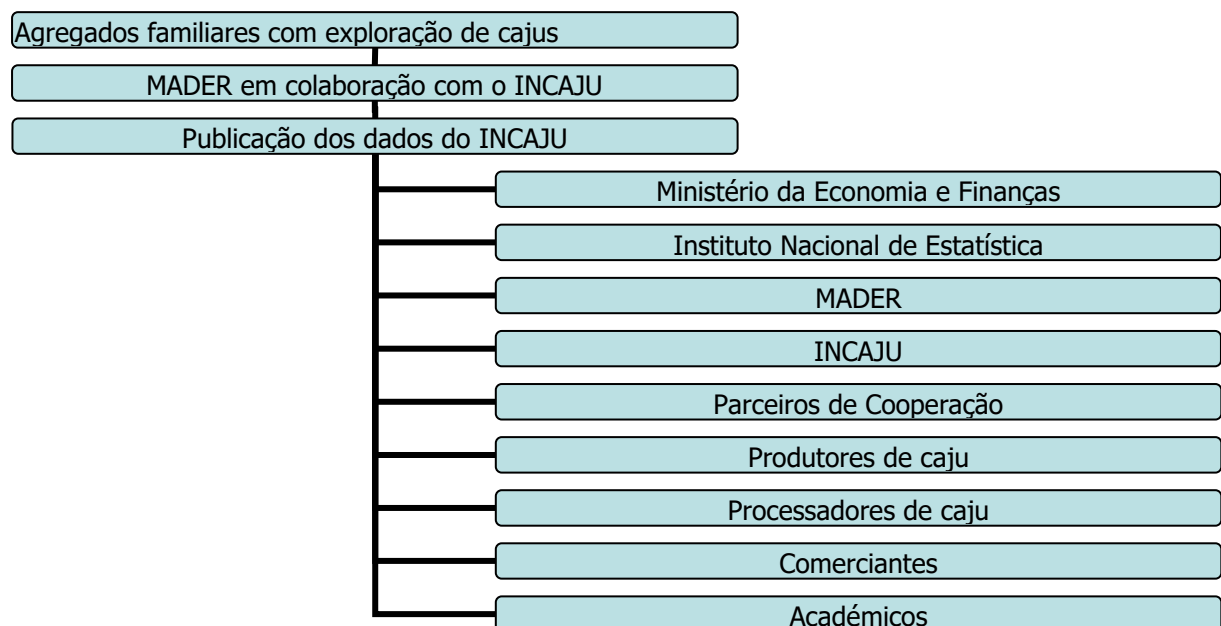 Agregados familiares com exploração de cajus
MADER em colaboração com o INCAJU
Publicação dos dados do INCAJU
Ministério da Economia e Finanças
Instituto Nacional de Estatística
MADER
INCAJU
Parceiros de Cooperação
Produtores de caju
Processadores de caju
Comerciantes
Académicos